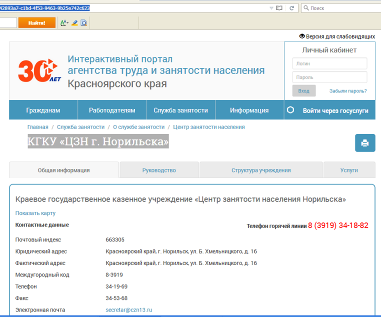 Найти!
Поиск
Версия для слабовидящих
30 ЛЕТ
Интерактивный портал
агентства труда и занятости населения
Красноярского края
Личный кабинет
Логин
Пароль
Вход
Забыли пароль?
Гражданам
Работодателям
Служба занятости
Информация
Войти через госуслуги
Главная / Служба занятости / О службе занятости / Центр занятости населения
КГКУ «ЦЗН г. Норильска»
Общая информация
Руководство
Структура учреждения
Услуги
Краевое государственное казенное учреждение «Центр занятости населения Норильска»
Показать карту
Контактные данные
Телефон горячей линии 8 (3919) 34-18-82
Почтовый индекс 663305
Юридический адрес Красноярский край, г. Норильск, ул. Б. Хмельницкого, д. 16
Фактический адрес Красноярский край, г. Норильск, ул. Б. Хмельницкого, д. 16
Междугородний код 8-3919
Телефон 34-19-69
Факс 34-53-68
Электронная почта secretar@czn13.ru